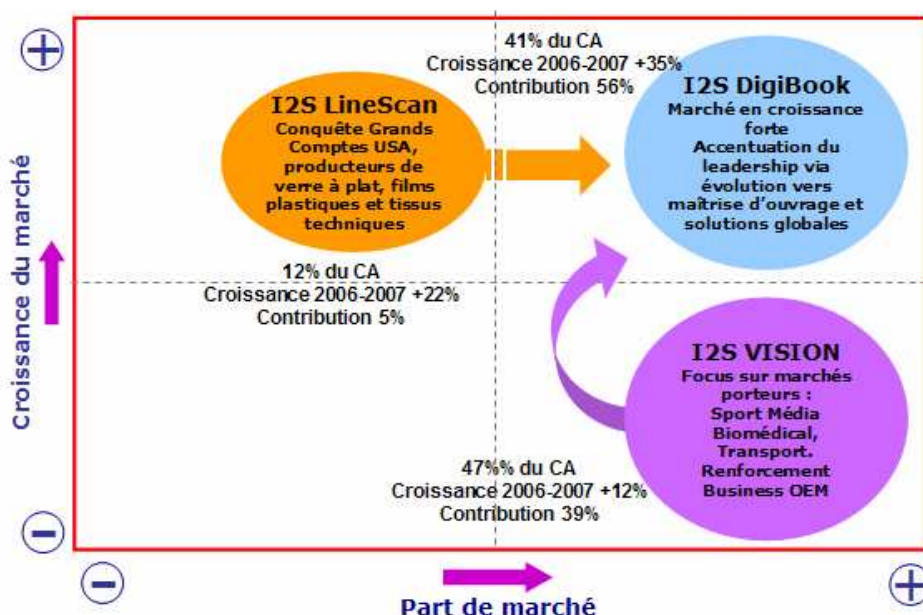 41% du CA
Croissance 2006-2007 +35%
Contribution 56%
I2S LineScan
Conquête Grands
Comptes USA,
producteurs de
verre à plat, films
plastiques et tissus
techniques
I2S DigiBook
Marché en croissance
forte
Accentuation du
leadership via
évolution vers
maîtrise d'ouvrage et
solutions globales
12% du CA
Croissance 2006-2007 +22%
Contribution 5%
I2S VISION
Focus sur marchés
porteurs :
Sport Média
Biomédical,
Transport.
Renforcement
Business OEM
47%% du CA
Croissance 2006-2007 +12%
Contribution 39%
Croissance du marché
+
−
−
+
Part de marché